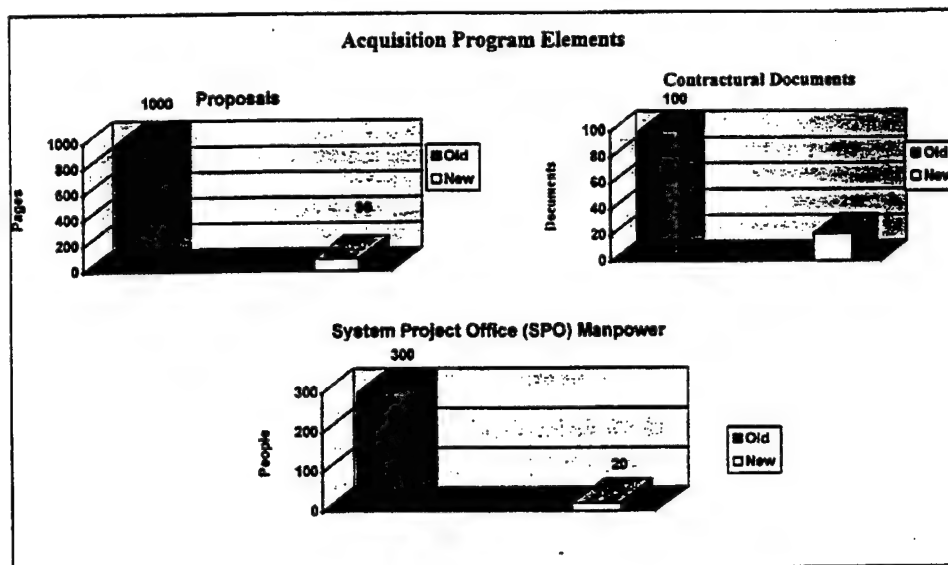 Acquisition Program Elements
Proposals
1000
1000
800
600
400
200
0
Pages
Old
New
Contractural Documents
100
100
80
60
40
20
0
Documents
Old
New
System Project Office (SPO) Manpower
300
20
300
200
100
0
People
Old
New